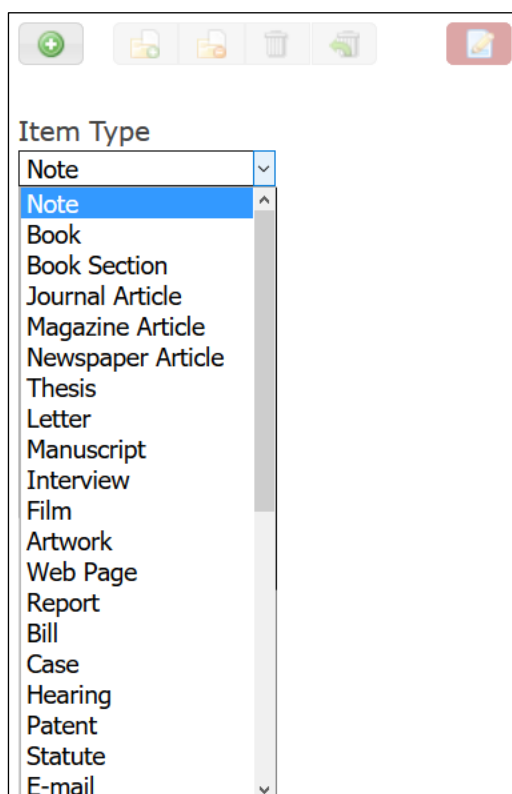 Item Type
Note
Note
Book
Book Section
Journal Article
Magazine Article
Newspaper Article
Thesis
Letter
Manuscript
Interview
Film
Artwork
Web Page
Report
Bill
Case
Hearing
Patent
Statute
E-mail